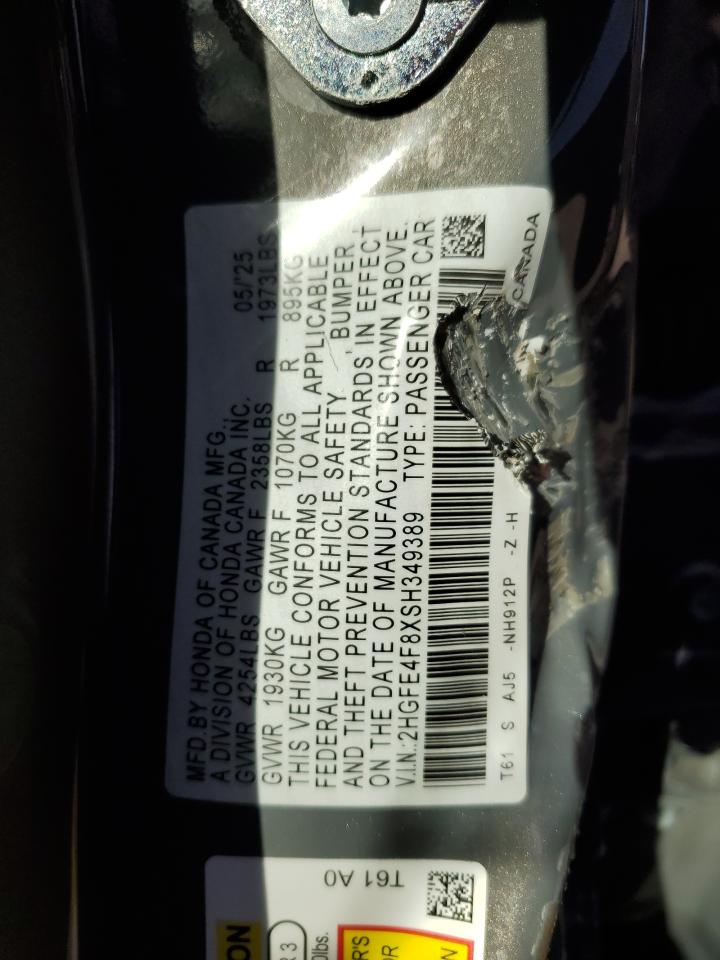 MFD.BY HONDA OF CANADA MFG.,
A DIVISION OF HONDA CANADA INC. 05/'25
GVWR 4254LBS GAWR F 2358LBS R 1973LBS
GVWR 1930KG GAWR F 1070KG R 895KG
THIS VEHICLE CONFORMS TO ALL APPLICABLE
FEDERAL MOTOR VEHICLE SAFETY, BUMPER,
AND THEFT PREVENTION STANDARDS IN EFFECT
ON THE DATE OF MANUFACTURE SHOWN ABOVE.
V.I.N.:2HGFE4F8XSH349389 TYPE: PASSENGER CAR
T61 S AJ5 -NH912P -Z -H
CANADA
T61 A0